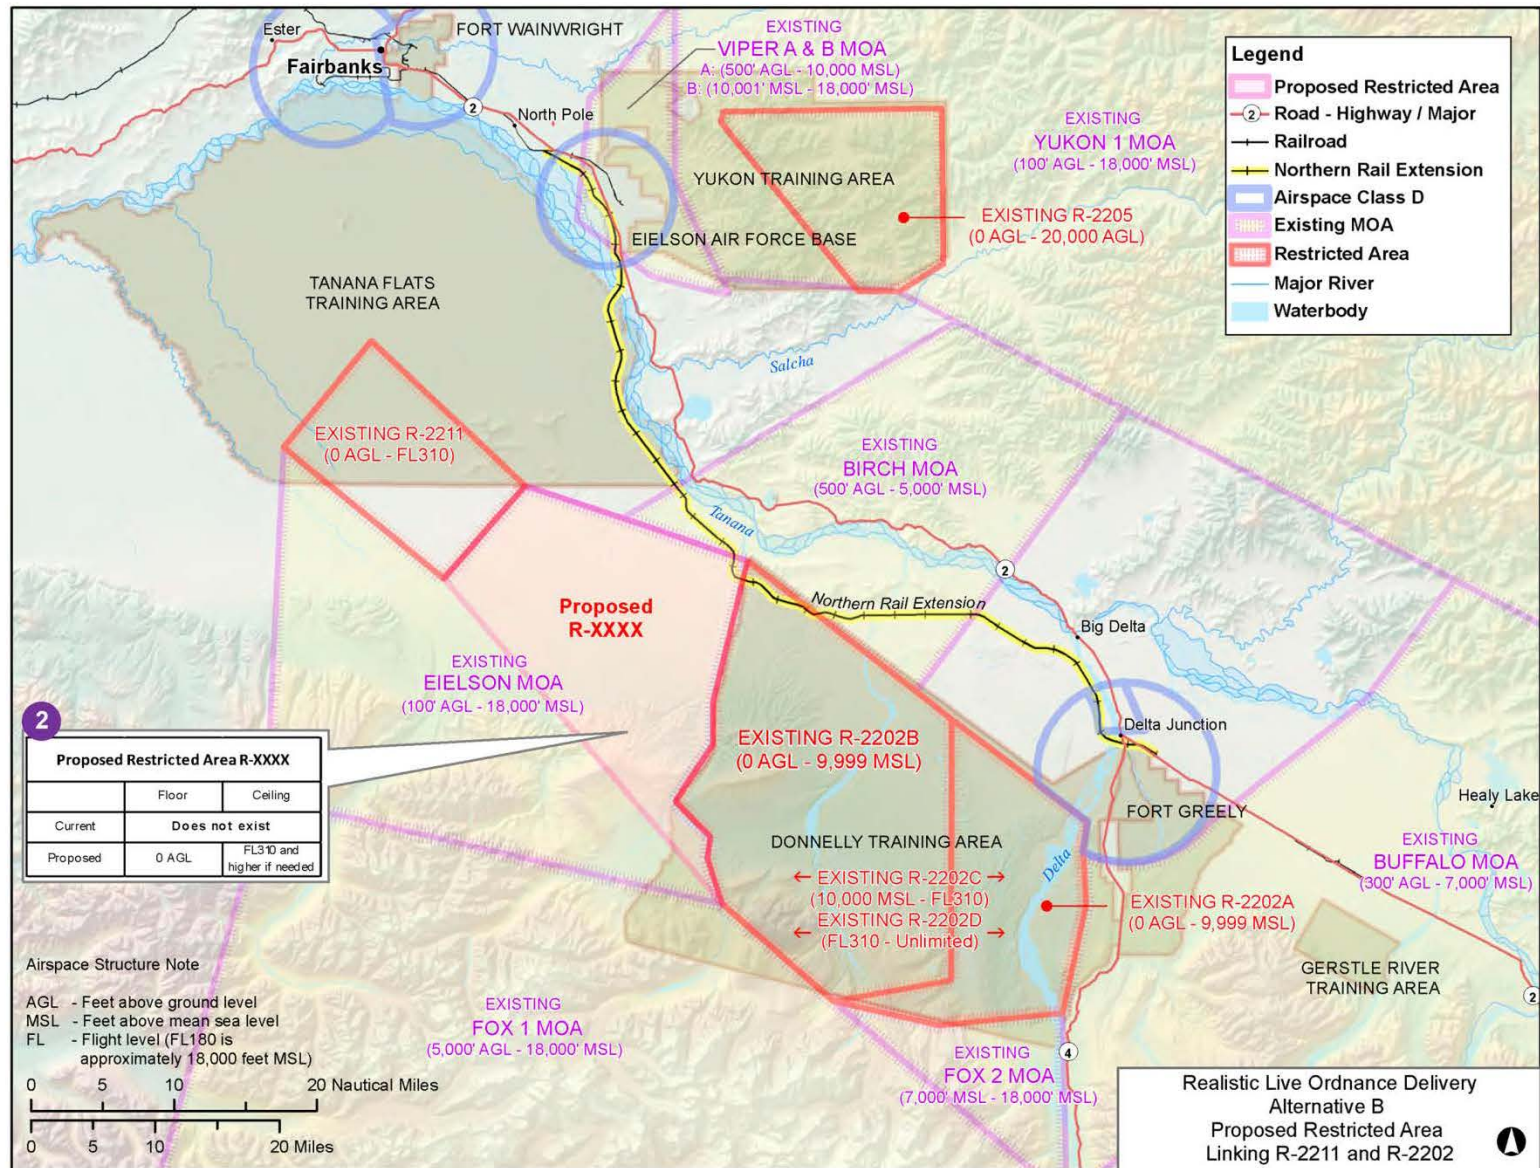 Ester
FORT WAINWRIGHT
Fairbanks
2
North Pole
EXISTING
VIPER A & B MOA
A: (500' AGL - 10,000 MSL)
B: (10,001' MSL - 18,000' MSL)
EXISTING
YUKON 1 MOA
(100' AGL - 18,000' MSL)
YUKON TRAINING AREA
EXISTING R-2205
(0 AGL - 20,000 AGL)
EIELSON AIR FORCE BASE
Legend
Proposed Restricted Area
2 Road - Highway / Major
Railroad
Northern Rail Extension
Airspace Class D
Existing MOA
Restricted Area
Major River
Waterbody
TANANA FLATS
TRAINING AREA
Salcha
EXISTING R-2211
(0 AGL - FL310)
EXISTING
BIRCH MOA
(500' AGL - 5,000' MSL)
Tanana
2
Northern Rail Extension
Big Delta
Proposed
R-XXXX
EXISTING
EIELSON MOA
(100' AGL - 18,000' MSL)
2
Proposed Restricted Area R-XXXX
Floor Ceiling
Current Does not exist
Proposed 0 AGL FL310 and
higher if needed
EXISTING R-2202B
(0 AGL - 9,999 MSL)
Delta Junction
FORT GREELY
Healy Lake
DONNELLY TRAINING AREA
Delta
EXISTING
BUFFALO MOA
(300' AGL - 7,000' MSL)
← EXISTING R-2202C →
(10,000 MSL - FL310)
← EXISTING R-2202D →
(FL310 - Unlimited)
EXISTING R-2202A
(0 AGL - 9,999 MSL)
GERSTLE RIVER
TRAINING AREA
2
Airspace Structure Note
AGL - Feet above ground level
MSL - Feet above mean sea level
FL - Flight level (FL180 is
approximately 18,000 feet MSL)
0 5 10 20 Nautical Miles
0 5 10 20 Miles
EXISTING
FOX 1 MOA
(5,000' AGL - 18,000' MSL)
EXISTING
FOX 2 MOA
(7,000' MSL - 18,000' MSL)
4
Realistic Live Ordnance Delivery
Alternative B
Proposed Restricted Area
Linking R-2211 and R-2202